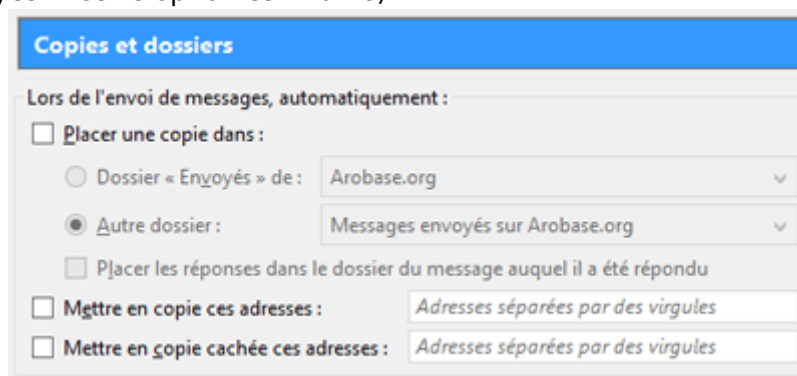 Copies et dossiers
Lors de l'envoi de messages, automatiquement :
Placer une copie dans :
Dossier « Envoyés » de : Arobase.org
Autre dossier : Messages envoyés sur Arobase.org
Placer les réponses dans le dossier du message auquel il a été répondu
Mettre en copie ces adresses : Adresses séparées par des virgules
Mettre en copie cachée ces adresses : Adresses séparées par des virgules